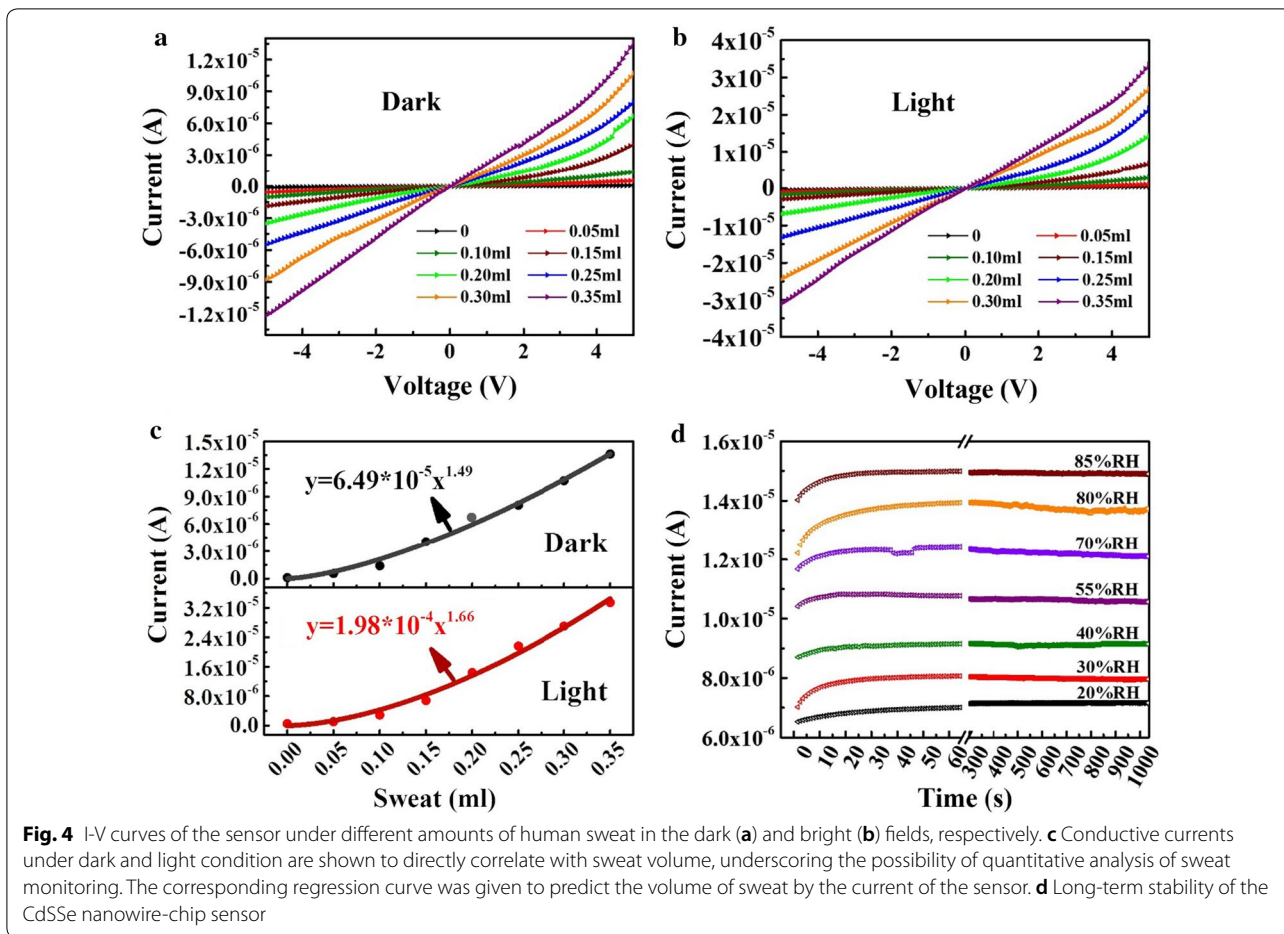 a
1.2x10⁻⁵
9.0x10⁻⁶
6.0x10⁻⁶
3.0x10⁻⁶
0.0
-3.0x10⁻⁶
-6.0x10⁻⁶
-9.0x10⁻⁶
-1.2x10⁻⁵
Current (A)
Dark
0 0.05ml
0.10ml 0.15ml
0.20ml 0.25ml
0.30ml 0.35ml
-4 -2 0 2 4
Voltage (V)
b
4x10⁻⁵
3x10⁻⁵
2x10⁻⁵
1x10⁻⁵
0
-1x10⁻⁵
-2x10⁻⁵
-3x10⁻⁵
-4x10⁻⁵
Current (A)
Light
0 0.05ml
0.10ml 0.15ml
0.20ml 0.25ml
0.30ml 0.35ml
-4 -2 0 2 4
Voltage (V)
c
1.5x10⁻⁵
1.2x10⁻⁵
9.0x10⁻⁶
6.0x10⁻⁶
3.0x10⁻⁶
0.0
y=6.49*10⁻⁵x¹·⁴⁹
Dark
Current (A)
3.2x10⁻⁵
2.4x10⁻⁵
1.6x10⁻⁵
8.0x10⁻⁶
0.0
y=1.98*10⁻⁴x¹·⁶⁶
Light
0.00 0.05 0.10 0.15 0.20 0.25 0.30 0.35
Sweat (ml)
d
1.6x10⁻⁵
1.4x10⁻⁵
1.2x10⁻⁵
1.0x10⁻⁵
8.0x10⁻⁶
6.0x10⁻⁶
Current (A)
85%RH
80%RH
70%RH
55%RH
40%RH
30%RH
20%RH
0 10 20 30 40 60 300 400 500 600 700 800 900 1000
Time (s)
Fig. 4 I-V curves of the sensor under different amounts of human sweat in the dark (a) and bright (b) fields, respectively. c Conductive currents
under dark and light condition are shown to directly correlate with sweat volume, underscoring the possibility of quantitative analysis of sweat
monitoring. The corresponding regression curve was given to predict the volume of sweat by the current of the sensor. d Long-term stability of the
CdSSe nanowire-chip sensor